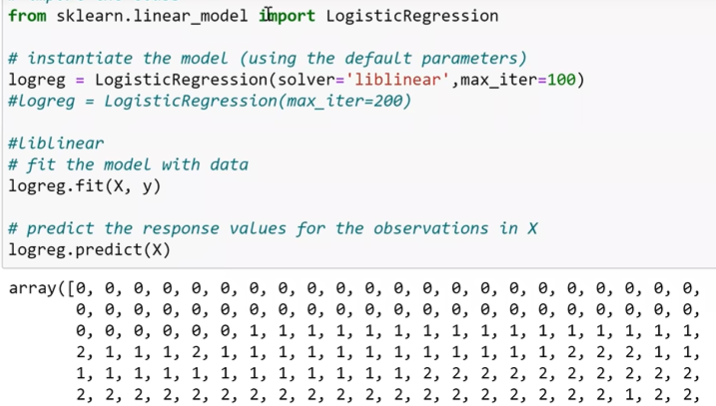 from sklearn.linear_model import LogisticRegression
# instantiate the model (using the default parameters)
logreg = LogisticRegression(solver='liblinear',max_iter=100)
#logreg = LogisticRegression(max_iter=200)
#liblinear
# fit the model with data
logreg.fit(X, y)
# predict the response values for the observations in X
logreg.predict(X)
array([0, 0, 0, 0, 0, 0, 0, 0, 0, 0, 0, 0, 0, 0, 0, 0, 0, 0, 0, 0, 0, 0,
0, 0, 0, 0, 0, 0, 0, 0, 0, 0, 0, 0, 0, 0, 0, 0, 0, 0, 0, 0, 0, 0,
0, 0, 0, 0, 0, 0, 1, 1, 1, 1, 1, 1, 1, 1, 1, 1, 1, 1, 1, 1, 1, 1,
2, 1, 1, 1, 2, 1, 1, 1, 1, 1, 1, 1, 1, 1, 1, 1, 1, 2, 2, 2, 1, 1,
1, 1, 1, 1, 1, 1, 1, 1, 1, 1, 1, 1, 2, 2, 2, 2, 2, 2, 2, 2, 2, 2,
2, 2, 2, 2, 2, 2, 2, 2, 2, 2, 2, 2, 2, 2, 2, 2, 2, 2, 2, 1, 2, 2,